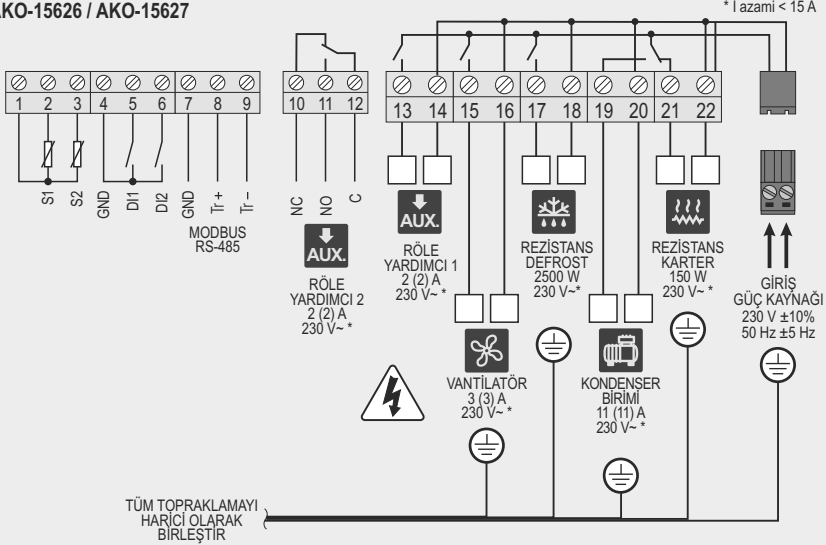 AKO-15626 / AKO-15627
* I azami < 15 A
1 2 3 4 5 6 7 8 9
10 11 12
13 14 15 16 17 18 19 20 21 22
S1
S2
GND
DI1
DI2
GND
Tr +
Tr –
MODBUS
RS-485
NC
NO
C
AUX.
RÖLE
YARDIMCI 2
2 (2) A
230 V~ *
AUX.
RÖLE
YARDIMCI 1
2 (2) A
230 V~ *
REZİSTANS
DEFROST
2500 W
230 V~*
REZİSTANS
KARTER
150 W
230 V~ *
GİRİŞ
GÜÇ KAYNAĞI
230 V ±10%
50 Hz ±5 Hz
VANTİLATÖR
3 (3) A
230 V~ *
KONDENSER
BİRİMİ
11 (11) A
230 V~ *
TÜM TOPRAKLAMAYI
HARİCİ OLARAK
BİRLEŞTİR